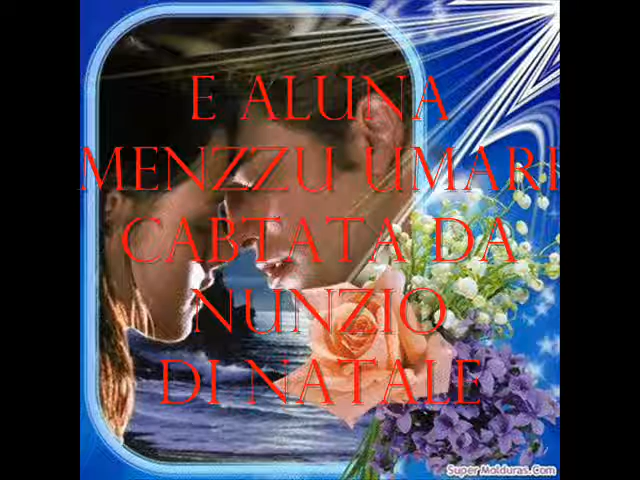 E ALUNA
MENZZU UMARI
CABTATA DA
NUNZIO
DI NATALE
Super Molduras.Com